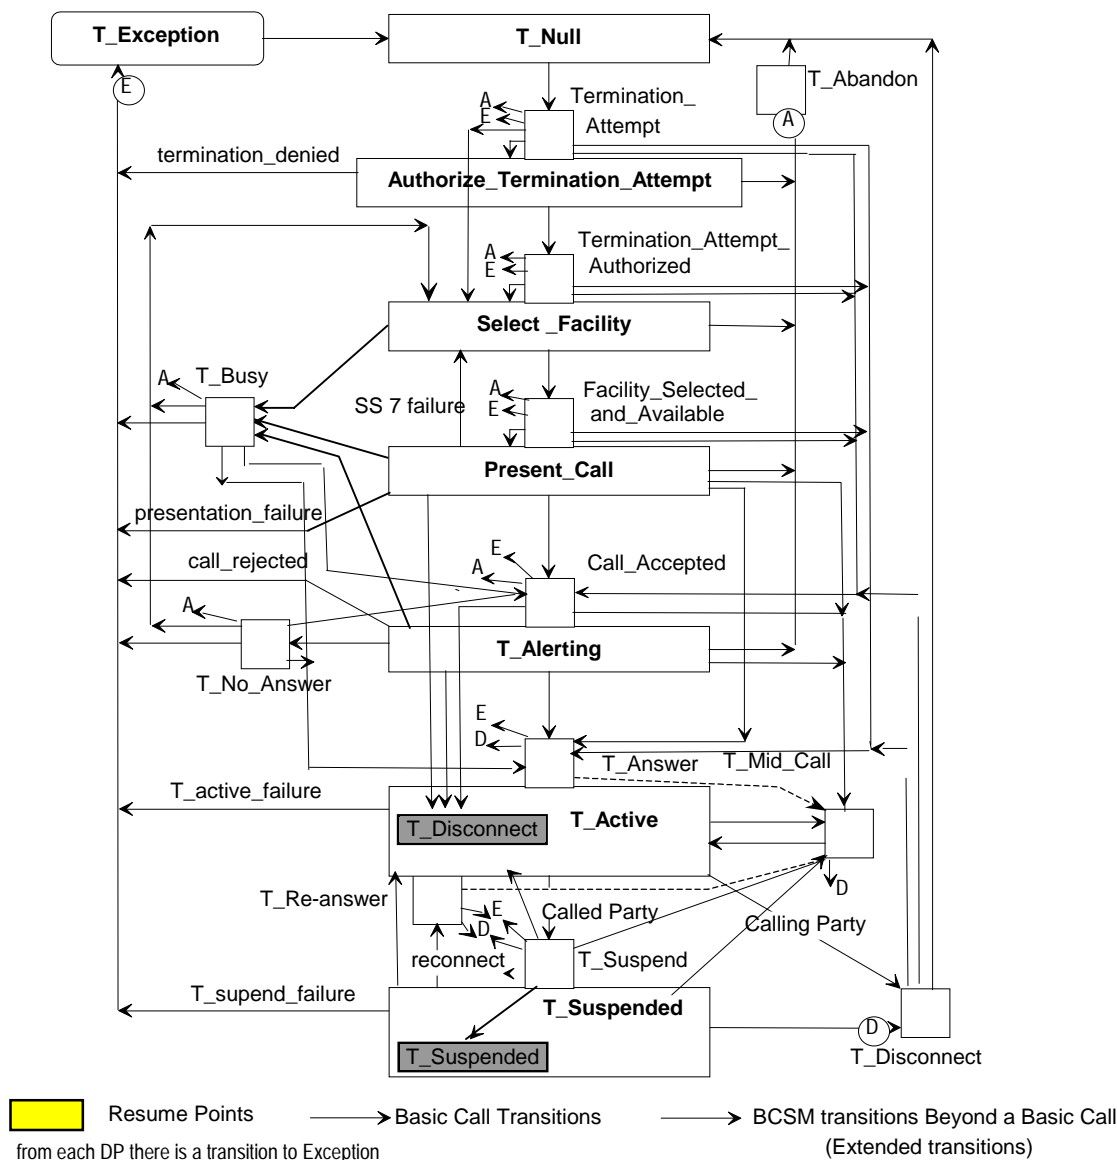 T_Exception
T_Null
E
T_Abandon
A
Termination_
Attempt
A
E
termination_denied
Authorize_Termination_Attempt
Termination_Attempt_
Authorized
A
E
Select _Facility
T_Busy
A
SS 7 failure
A
E
Facility_Selected_
and_Available
Present_Call
presentation_failure
call_rejected
E
A
Call_Accepted
A
T_Alerting
T_No_Answer
E
D
T_Answer
T_Mid_Call
T_active_failure
T_Active
T_Disconnect
D
T_Re-answer
E
D
Called Party
Calling Party
reconnect
T_Suspend
T_supend_failure
T_Suspended
D
T_Suspended
T_Disconnect
Resume Points
Basic Call Transitions
BCSM transitions Beyond a Basic Call
(Extended transitions)
from each DP there is a transition to Exception